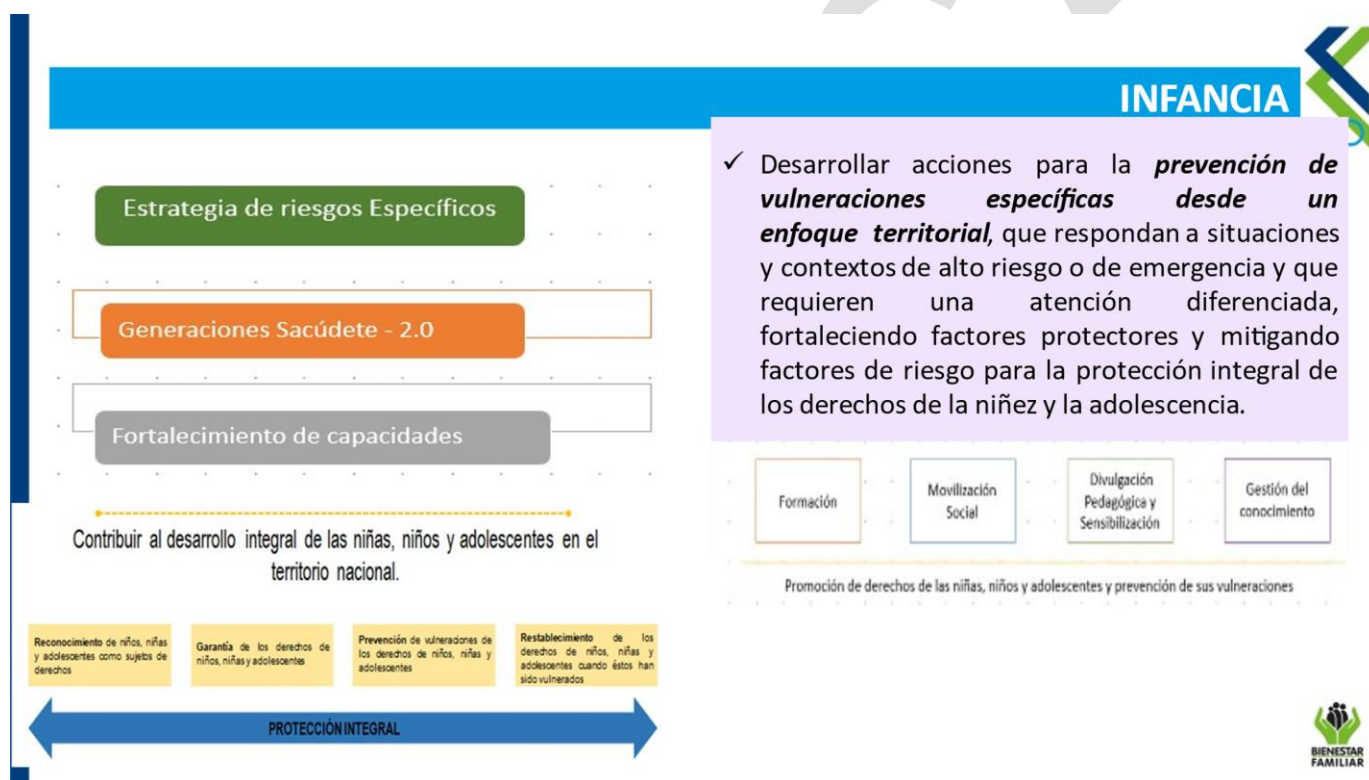 INFANCIA
Estrategia de riesgos Específicos
Generaciones Sacúdete - 2.0
Fortalecimiento de capacidades
Contribuir al desarrollo integral de las niñas, niños y adolescentes en el
territorio nacional.
Reconocimiento de niños, niñas
y adolescentes como sujetos de
derechos
Garantía de los derechos de
niños, niñas y adolescentes
Prevención de vulneraciones de
los derechos de niños, niñas y
adolescentes
Restablecimiento de los
derechos de niños, niñas y
adolescentes cuando éstos han
sido vulnerados
PROTECCIÓN INTEGRAL
✓ Desarrollar acciones para la prevención de
vulneraciones específicas desde un
enfoque territorial, que respondan a situaciones
y contextos de alto riesgo o de emergencia y que
requieren una atención diferenciada,
fortaleciendo factores protectores y mitigando
factores de riesgo para la protección integral de
los derechos de la niñez y la adolescencia.
Formación
Movilización
Social
Divulgación
Pedagógica y
Sensibilización
Gestión del
conocimiento
Promoción de derechos de las niñas, niños y adolescentes y prevención de sus vulneraciones
BIENESTAR
FAMILIAR